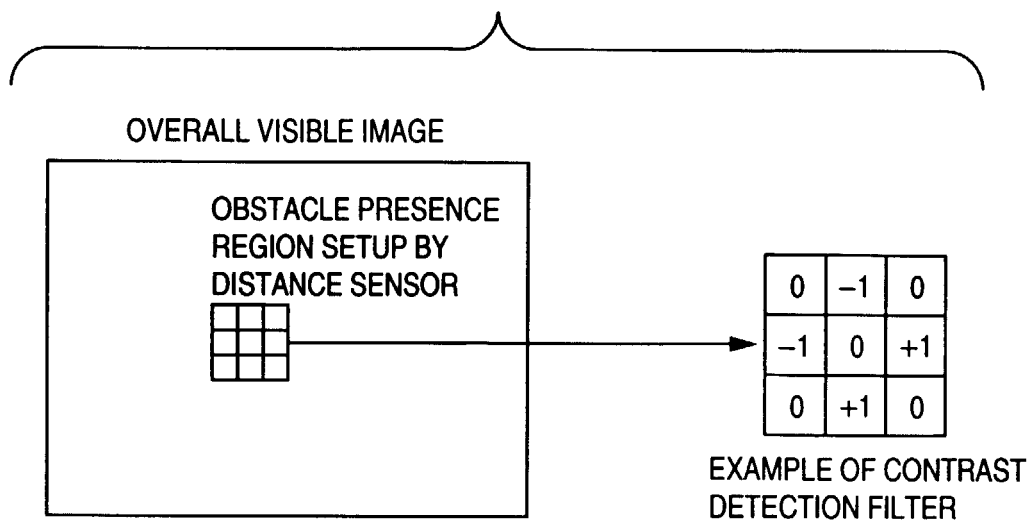 OVERALL VISIBLE IMAGE
OBSTACLE PRESENCE
REGION SETUP BY
DISTANCE SENSOR
0 −1 0
−1 0 +1
0 +1 0
EXAMPLE OF CONTRAST
DETECTION FILTER